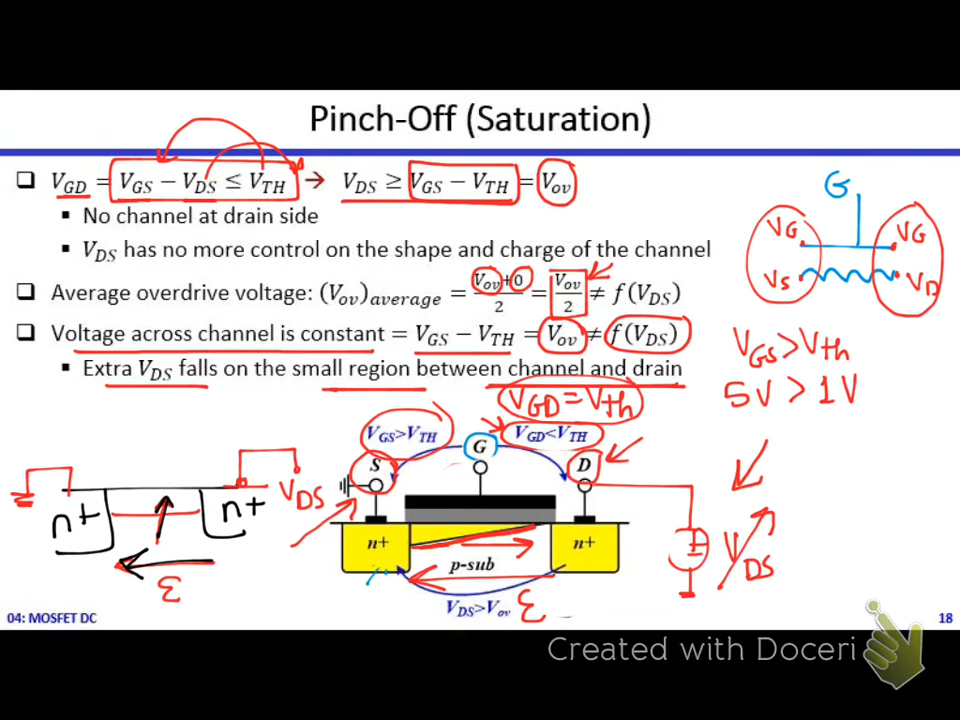 Pinch-Off (Saturation)
❑ V_GD = V_GS − V_DS ≤ V_TH → V_DS ≥ V_GS − V_TH = V_ov
▪ No channel at drain side
▪ V_DS has no more control on the shape and charge of the channel
❑ Average overdrive voltage: (V_ov)_average = (V_ov+0)/2 = V_ov/2 ≠ f(V_DS)
❑ Voltage across channel is constant = V_GS − V_TH = V_ov ≠ f(V_DS)
▪ Extra V_DS falls on the small region between channel and drain
G
VG VG
VS VD
V_GS > V_th
5V > 1V
V_GD = V_th
V_GS>V_TH G V_GD<V_TH
S D
n+ n+ V_DS
n+ p-sub n+
V_DS
ε
V_DS>V_ov ε
04: MOSFET DC 18
Created with Doceri